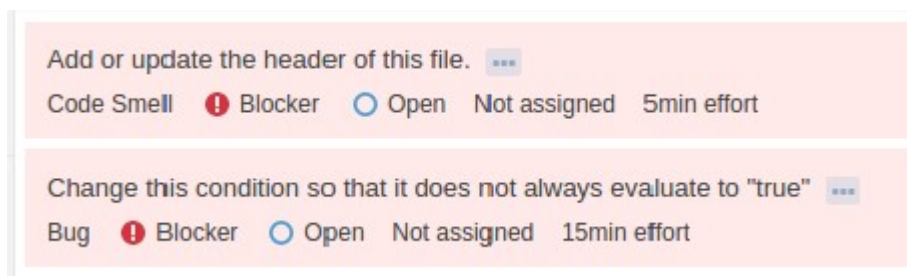 Add or update the header of this file. ...
Code Smell Blocker Open Not assigned 5min effort
Change this condition so that it does not always evaluate to "true" ...
Bug Blocker Open Not assigned 15min effort